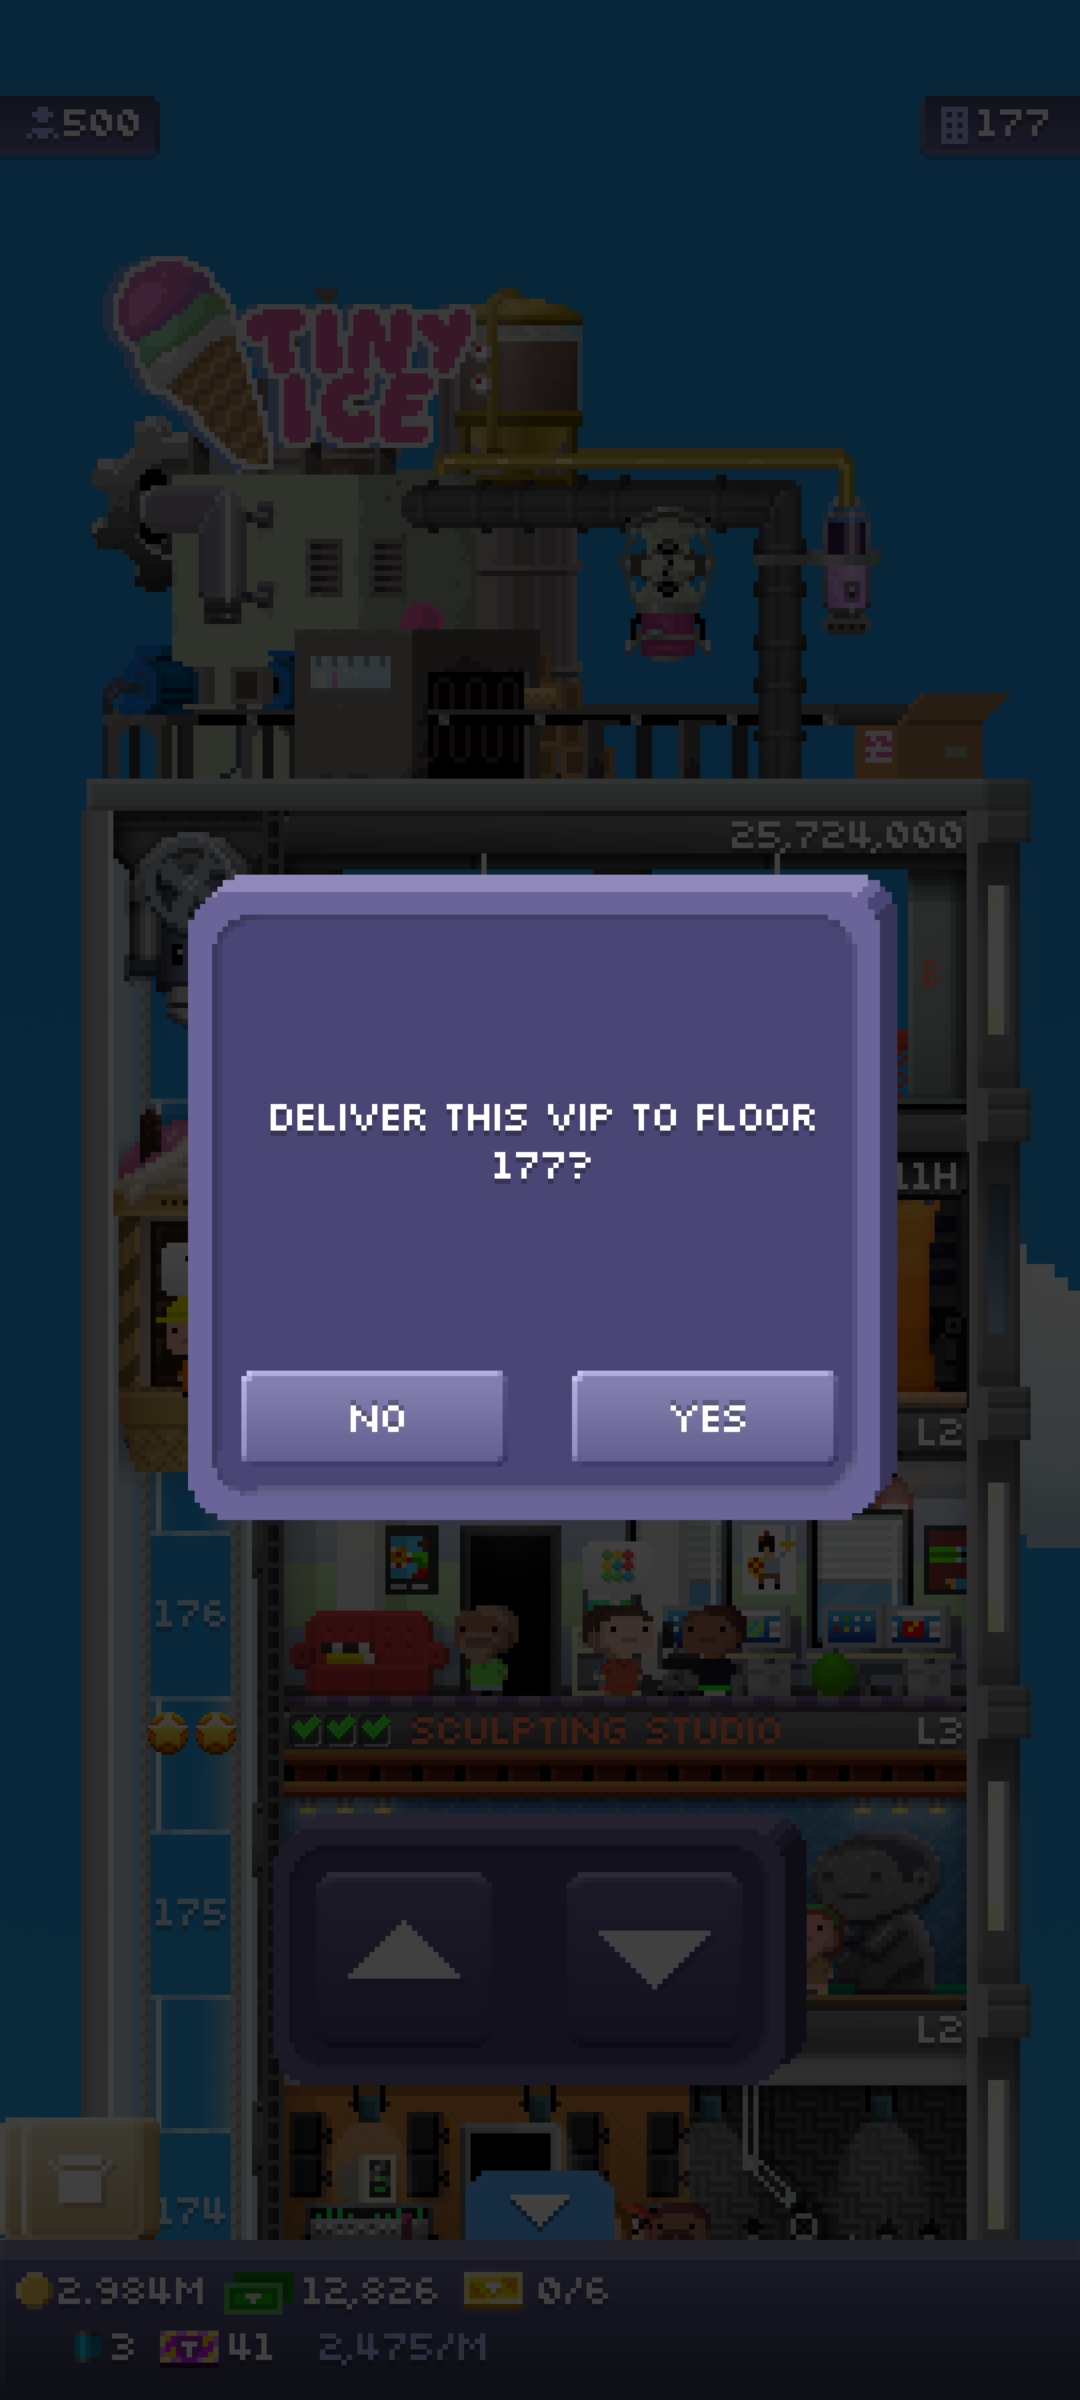 500
177
TINY
ICE
25,724,000
11H
L2
DELIVER THIS VIP TO FLOOR
177?
NO
YES
176
SCULPTING STUDIO
L3
175
L2
174
2.984M
12,826
0/6
3
T
41
2,475/M